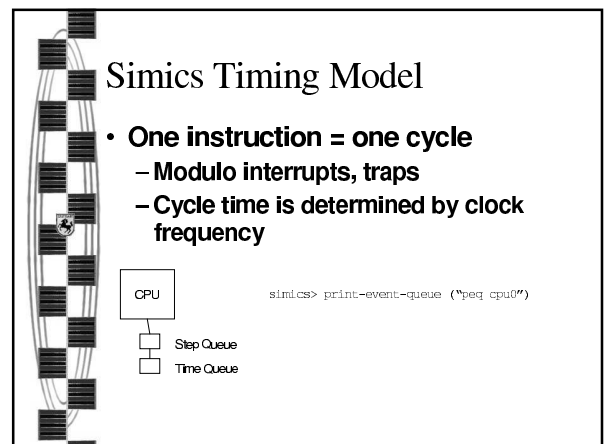 Simics Timing Model
• One instruction = one cycle
– Modulo interrupts, traps
– Cycle time is determined by clock
frequency
CPU
simics> print-event-queue ("peq cpu0")
Step Queue
Time Queue